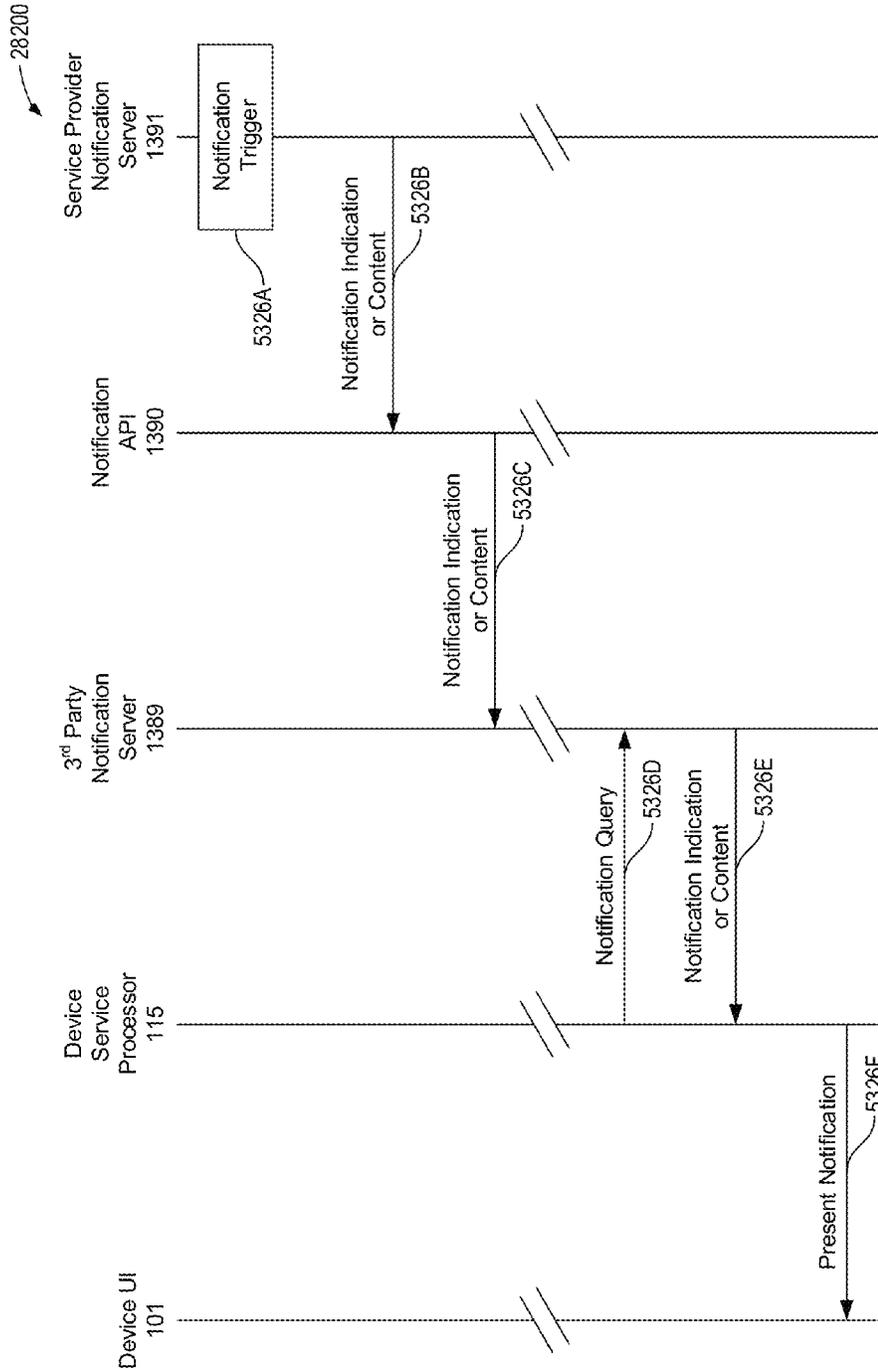 28200
Device UI
101
Device
Service
Processor
115
3rd Party
Notification
Server
1389
Notification
API
1390
Service Provider
Notification
Server
1391
Notification
Trigger
5326A
Notification Indication
or Content
5326B
Notification Indication
or Content
5326C
Notification Query
5326D
Notification Indication
or Content
5326E
Present Notification
5326F